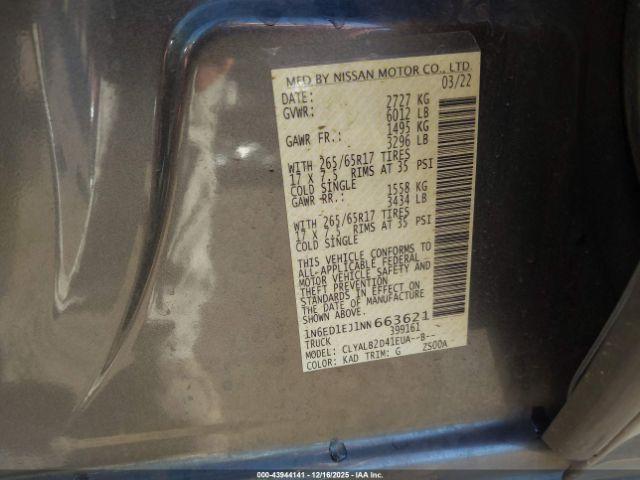 MFD BY NISSAN MOTOR CO., LTD.
DATE: 03/22
GVWR: 2727 KG
6012 LB
GAWR FR.: 1495 KG
3296 LB
WITH 265/65R17 TIRES
17 X 7.5 RIMS AT 35 PSI
COLD SINGLE
GAWR RR.: 1558 KG
3434 LB
WITH 265/65R17 TIRES
17 X 7.5 RIMS AT 35 PSI
COLD SINGLE
THIS VEHICLE CONFORMS TO
ALL APPLICABLE FEDERAL
MOTOR VEHICLE SAFETY AND
THEFT PREVENTION
STANDARDS IN EFFECT ON
THE DATE OF MANUFACTURE
SHOWN ABOVE.
1N6ED1EJ1NN663621
TRUCK 399161
MODEL: CLYALB2D41EUA--B--
COLOR: KAD TRIM: G ZS00A
000-43944141 - 12/16/2025 - IAA Inc.